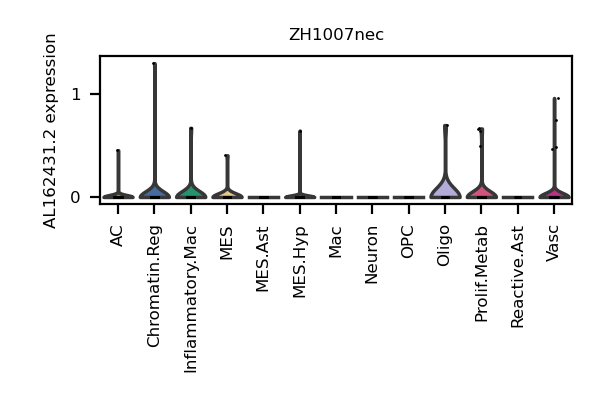 ZH1007nec
AL162431.2 expression
1
0
AC
Chromatin.Reg
Inflammatory.Mac
MES
MES.Ast
MES.Hyp
Mac
Neuron
OPC
Oligo
Prolif.Metab
Reactive.Ast
Vasc